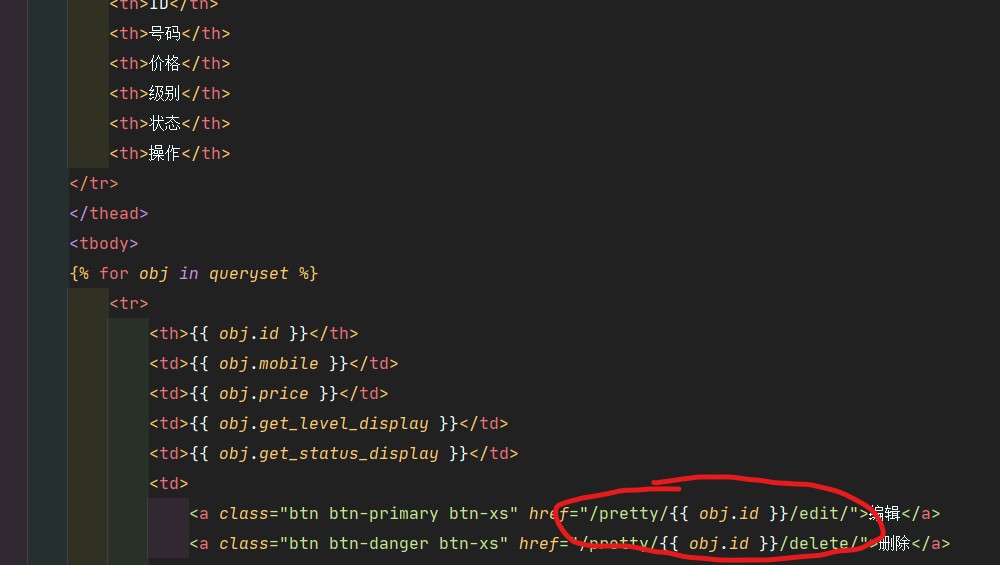 <th>ID</th>
<th>号码</th>
<th>价格</th>
<th>级别</th>
<th>状态</th>
<th>操作</th>
</tr>
</thead>
<tbody>
{% for obj in queryset %}
<tr>
<th>{{ obj.id }}</th>
<td>{{ obj.mobile }}</td>
<td>{{ obj.price }}</td>
<td>{{ obj.get_level_display }}</td>
<td>{{ obj.get_status_display }}</td>
<td>
<a class="btn btn-primary btn-xs" href="/pretty/{{ obj.id }}/edit/">编辑</a>
<a class="btn btn-danger btn-xs" href="/pretty/{{ obj.id }}/delete/">删除</a>